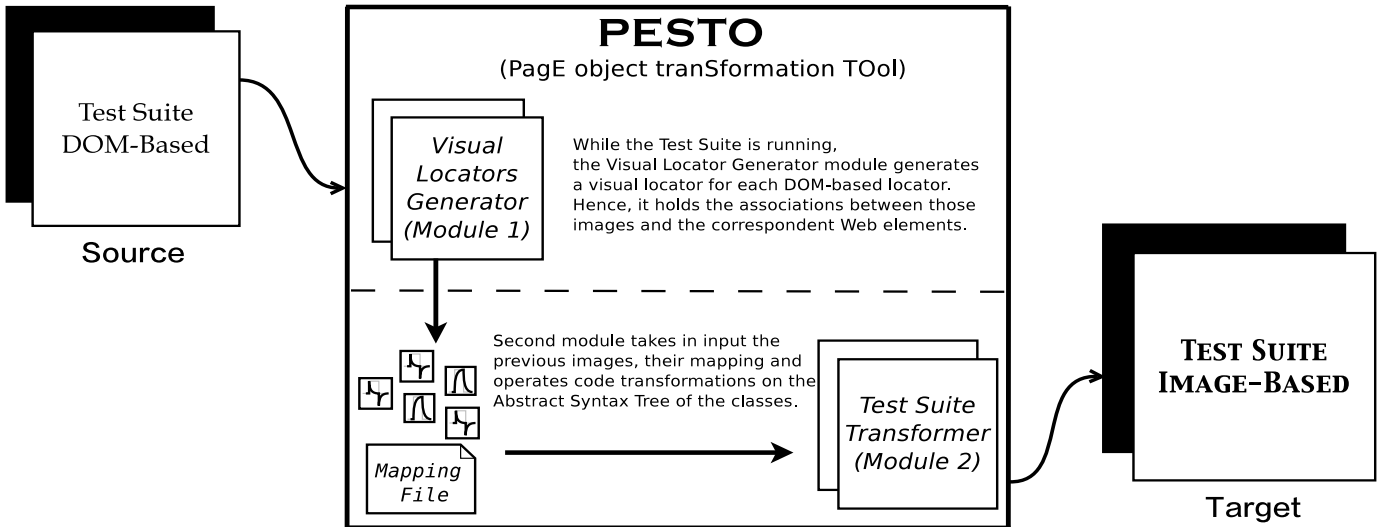 Test Suite
DOM-Based
Source
PESTO
(PagE object tranSformation TOol)
Visual
Locators
Generator
(Module 1)
While the Test Suite is running,
the Visual Locator Generator module generates
a visual locator for each DOM-based locator.
Hence, it holds the associations between those
images and the correspondent Web elements.
Second module takes in input the
previous images, their mapping and
operates code transformations on the
Abstract Syntax Tree of the classes.
Mapping
File
Test Suite
Transformer
(Module 2)
TEST SUITE
IMAGE-BASED
Target